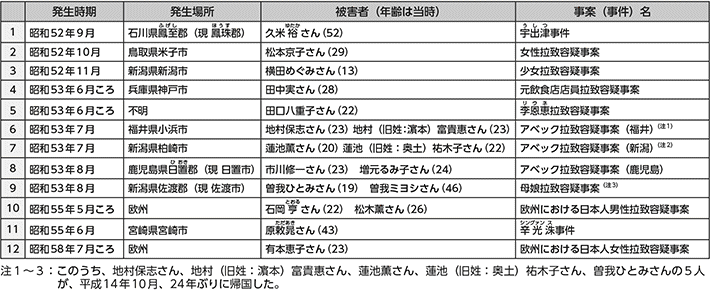 発生時期 発生場所 被害者（年齢は当時） 事案（事件）名
1 昭和52年9月 石川県鳳至郡（現 鳳珠郡） 久米 裕さん（52） 宇出津事件
2 昭和52年10月 鳥取県米子市 松本京子さん（29） 女性拉致容疑事案
3 昭和52年11月 新潟県新潟市 横田めぐみさん（13） 少女拉致容疑事案
4 昭和53年6月ころ 兵庫県神戸市 田中実さん（28） 元飲食店店員拉致容疑事案
5 昭和53年6月ころ 不明 田口八重子さん（22） 李恩恵拉致容疑事案
6 昭和53年7月 福井県小浜市 地村保志さん（23） 地村（旧姓：濵本）富貴恵さん（23） アベック拉致容疑事案（福井）（注1）
7 昭和53年7月 新潟県柏崎市 蓮池薫さん（20） 蓮池（旧姓：奥土）祐木子さん（22） アベック拉致容疑事案（新潟）（注2）
8 昭和53年8月 鹿児島県日置郡（現 日置市） 市川修一さん（23） 増元るみ子さん（24） アベック拉致容疑事案（鹿児島）
9 昭和53年8月 新潟県佐渡郡（現 佐渡市） 曽我ひとみさん（19） 曽我ミヨシさん（46） 母娘拉致容疑事案（注3）
10 昭和55年5月ころ 欧州 石岡 亨さん（22） 松木薫さん（26） 欧州における日本人男性拉致容疑事案
11 昭和55年6月 宮崎県宮崎市 原敕晁さん（43） 辛光洙事件
12 昭和58年7月ころ 欧州 有本恵子さん（23） 欧州における日本人女性拉致容疑事案
注1～3：このうち、地村保志さん、地村（旧姓：濵本）富貴恵さん、蓮池薫さん、蓮池（旧姓：奥土）祐木子さん、曽我ひとみさんの5人
が、平成14年10月、24年ぶりに帰国した。